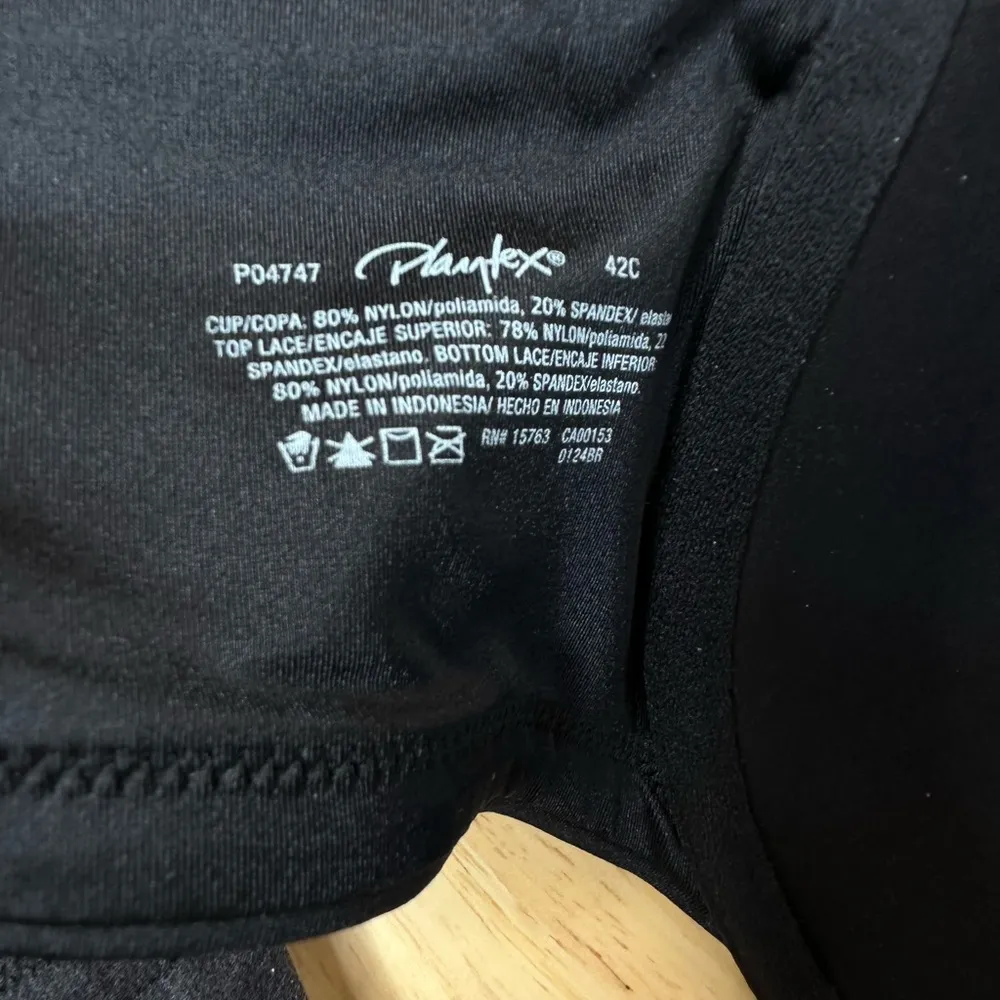 P04747 Playtex® 42C
CUP/COPA: 80% NYLON/poliamida, 20% SPANDEX/ elasta
TOP LACE/ENCAJE SUPERIOR: 78% NYLON/poliamida, 22
SPANDEX/elastano. BOTTOM LACE/ENCAJE INFERIOR:
80% NYLON/poliamida, 20% SPANDEX/elastano.
MADE IN INDONESIA/ HECHO EN INDONESIA
RN# 15763 CA00153
0124BR